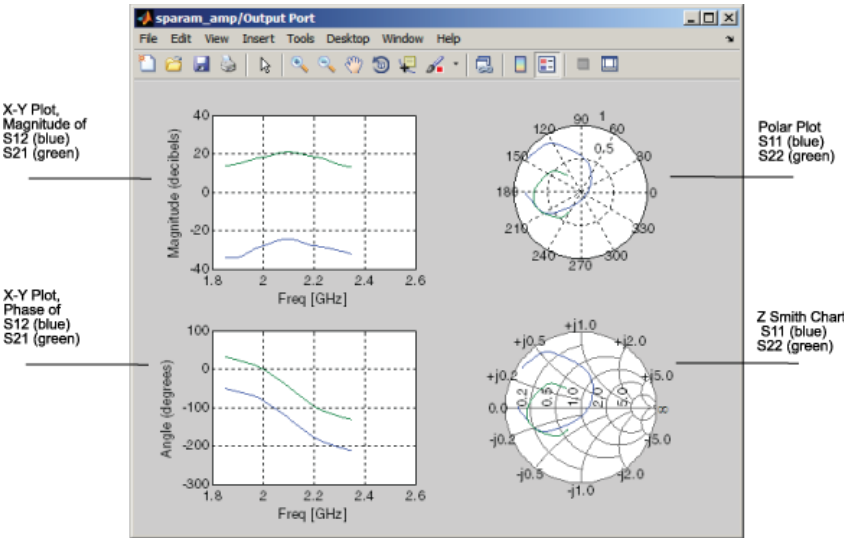 sparam_amp/Output Port
File Edit View Insert Tools Desktop Window Help
X-Y Plot,
Magnitude of
S12 (blue)
S21 (green)
Magnitude (decibels)
40
20
0
-20
-40
1.8 2 2.2 2.4 2.6
Freq [GHz]
90 1
120 60
0.5
150 30
180 0
210 330
240 300
270
Polar Plot
S11 (blue)
S22 (green)
X-Y Plot,
Phase of
S12 (blue)
S21 (green)
Angle (degrees)
100
0
-100
-200
-300
1.8 2 2.2 2.4 2.6
Freq [GHz]
+j1.0
+j0.5 +j2.0
+j0.2 +j5.0
0.0 0.2 0.5 1.0 2.0 5.0 ∞
-j0.2 -j5.0
-j0.5 -j2.0
-j1.0
Z Smith Chart
S11 (blue)
S22 (green)